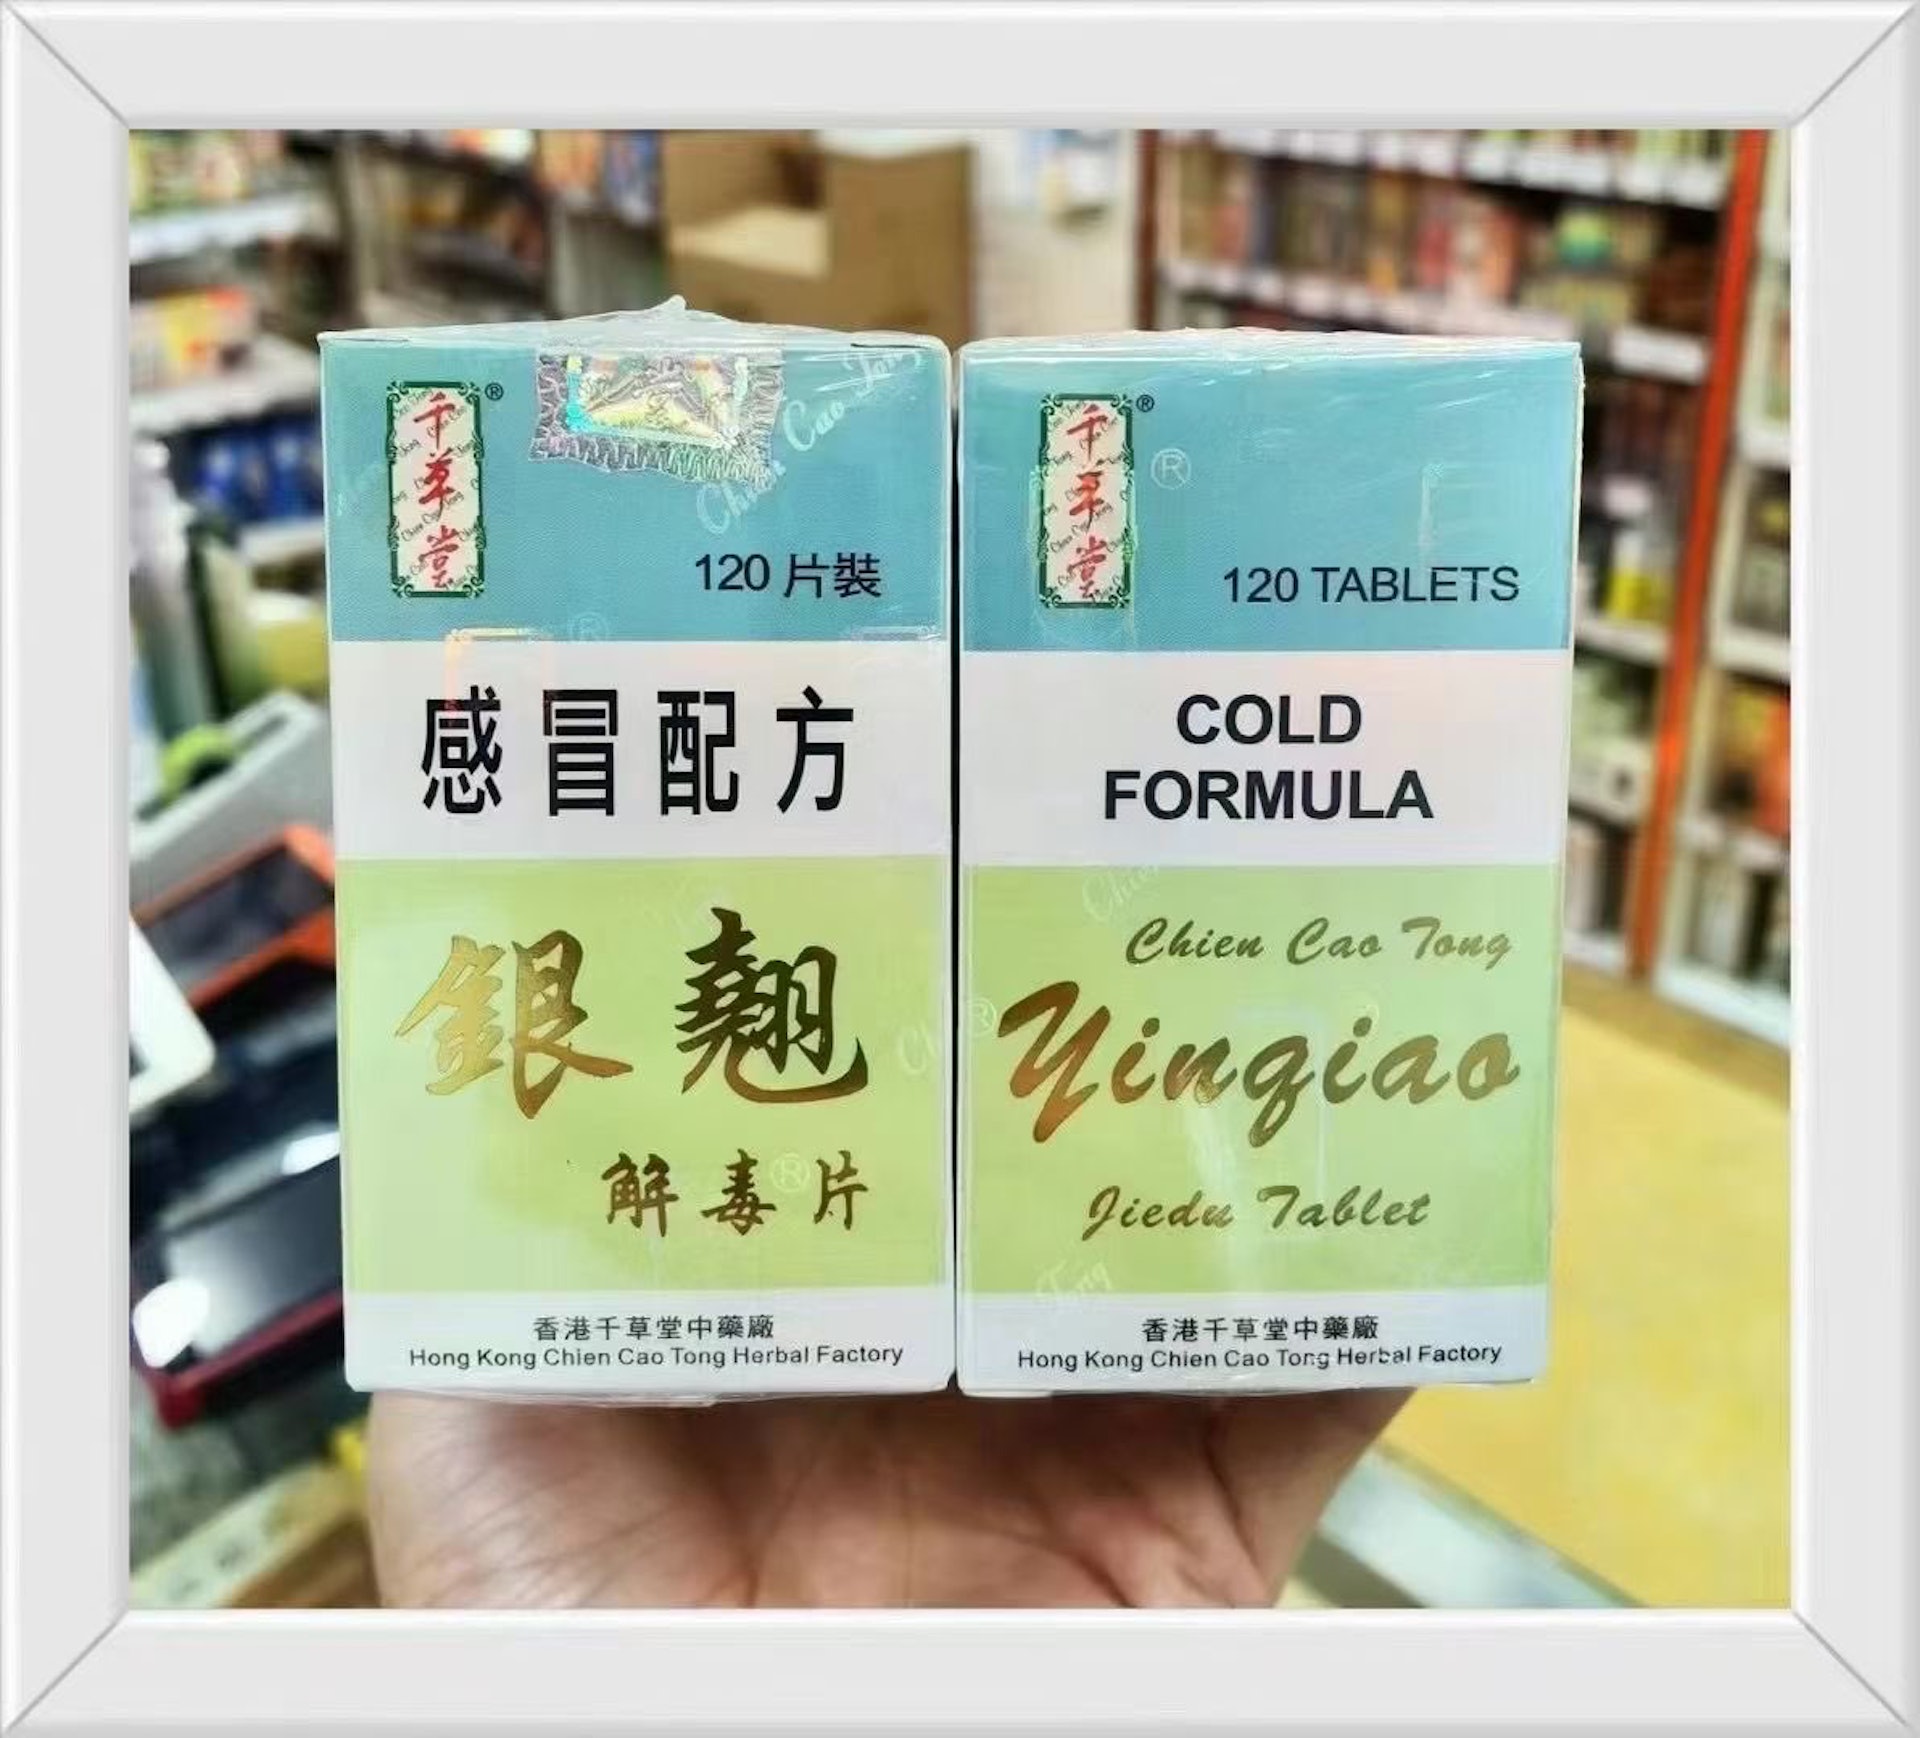 千草堂®
120 片裝
感冒配方
銀翹
解毒片
香港千草堂中藥廠
Hong Kong Chien Cao Tong Herbal Factory
千草堂®
120 TABLETS
COLD
FORMULA
Chien Cao Tong
Yinqiao
Jiedu Tablet
香港千草堂中藥廠
Hong Kong Chien Cao Tong Herbal Factory